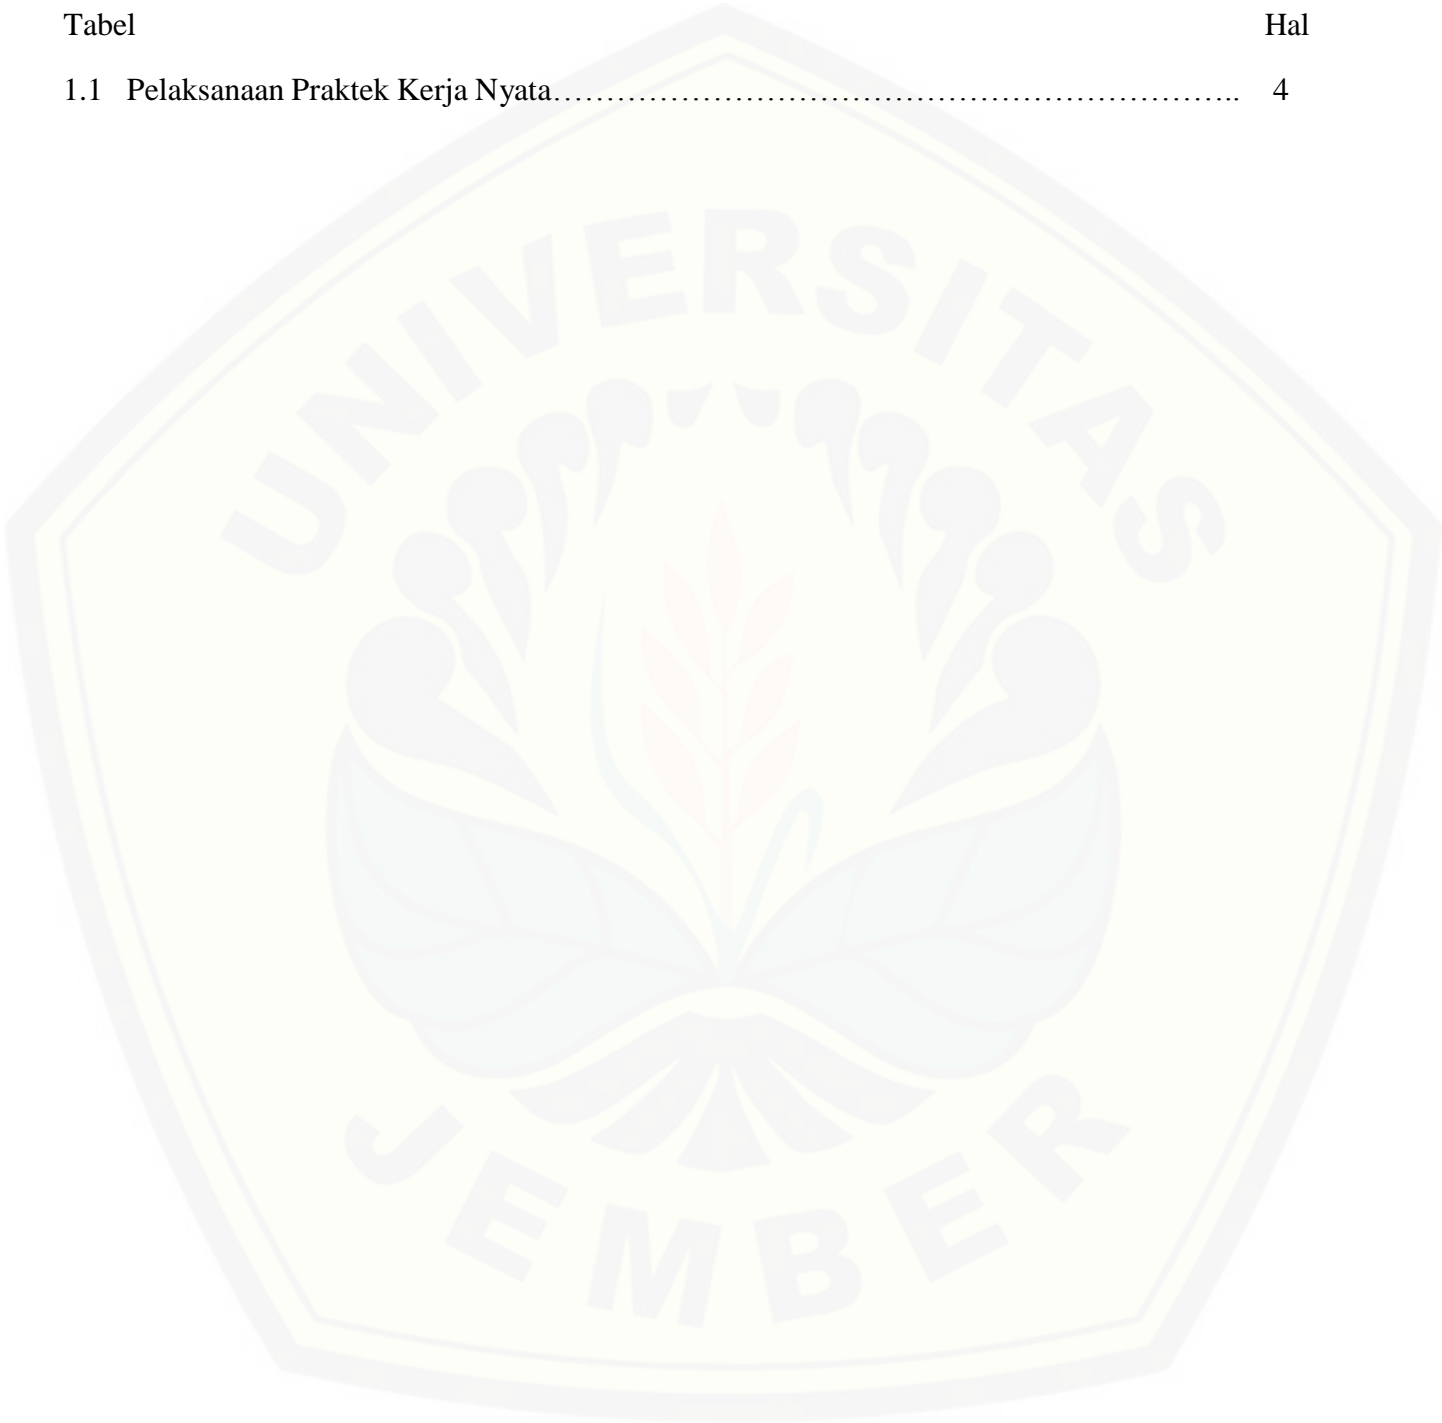 Tabel Hal
1.1 Pelaksanaan Praktek Kerja Nyata……………………………………………………….. 4
UNIVERSITAS
JEMBER